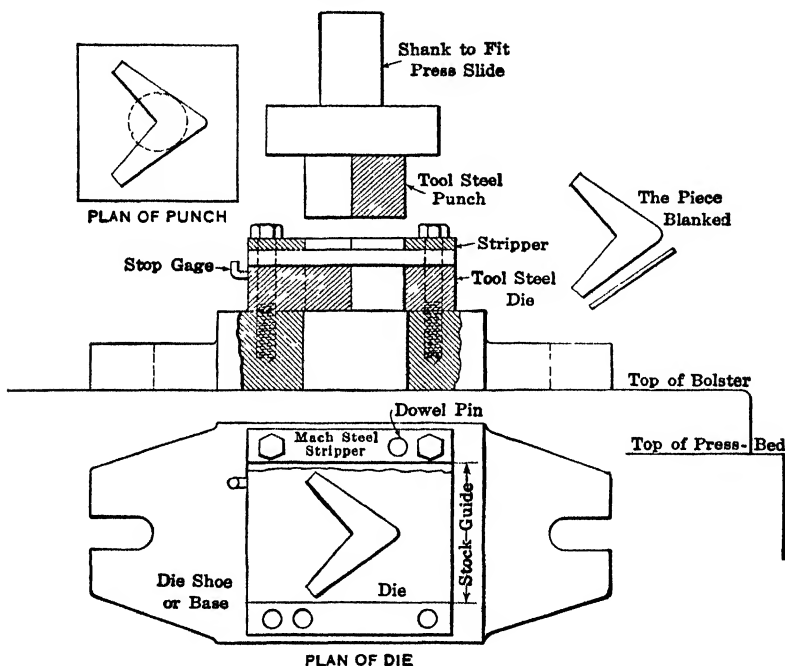 Shank to Fit
Press Slide
PLAN OF PUNCH
Tool Steel
Punch
The Piece
Blanked
Stop Gage
Stripper
Tool Steel
Die
Top of Bolster
Dowel Pin
Top of Press-Bed
Mach Steel
Stripper
Stock Guide
Die Shoe
or Base
Die
PLAN OF DIE